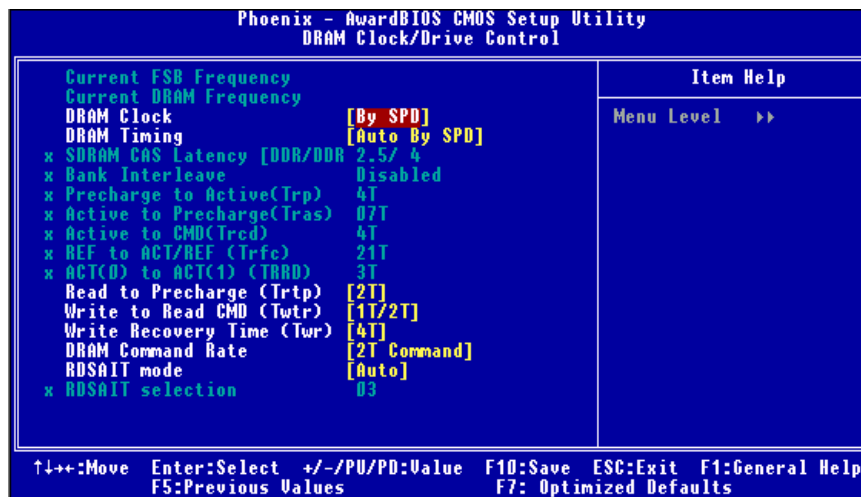 Phoenix - AwardBIOS CMOS Setup Utility
DRAM Clock/Drive Control
Current FSB Frequency
Current DRAM Frequency
DRAM Clock [By SPD]
DRAM Timing [Auto By SPD]
x SDRAM CAS Latency [DDR/DDR 2.5/ 4
x Bank Interleave Disabled
x Precharge to Active(Trp) 4T
x Active to Precharge(Tras) 07T
x Active to CMD(Trcd) 4T
x REF to ACT/REF (Trfc) 21T
x ACT(0) to ACT(1) (TRRD) 3T
Read to Precharge (Trtp) [2T]
Write to Read CMD (Twtr) [1T/2T]
Write Recovery Time (Twr) [4T]
DRAM Command Rate [2T Command]
RDSAIT mode [Auto]
x RDSAIT selection 03
Item Help
Menu Level ▸▸
↑↓→←:Move Enter:Select +/-/PU/PD:Value F10:Save ESC:Exit F1:General Help
F5:Previous Values F7: Optimized Defaults